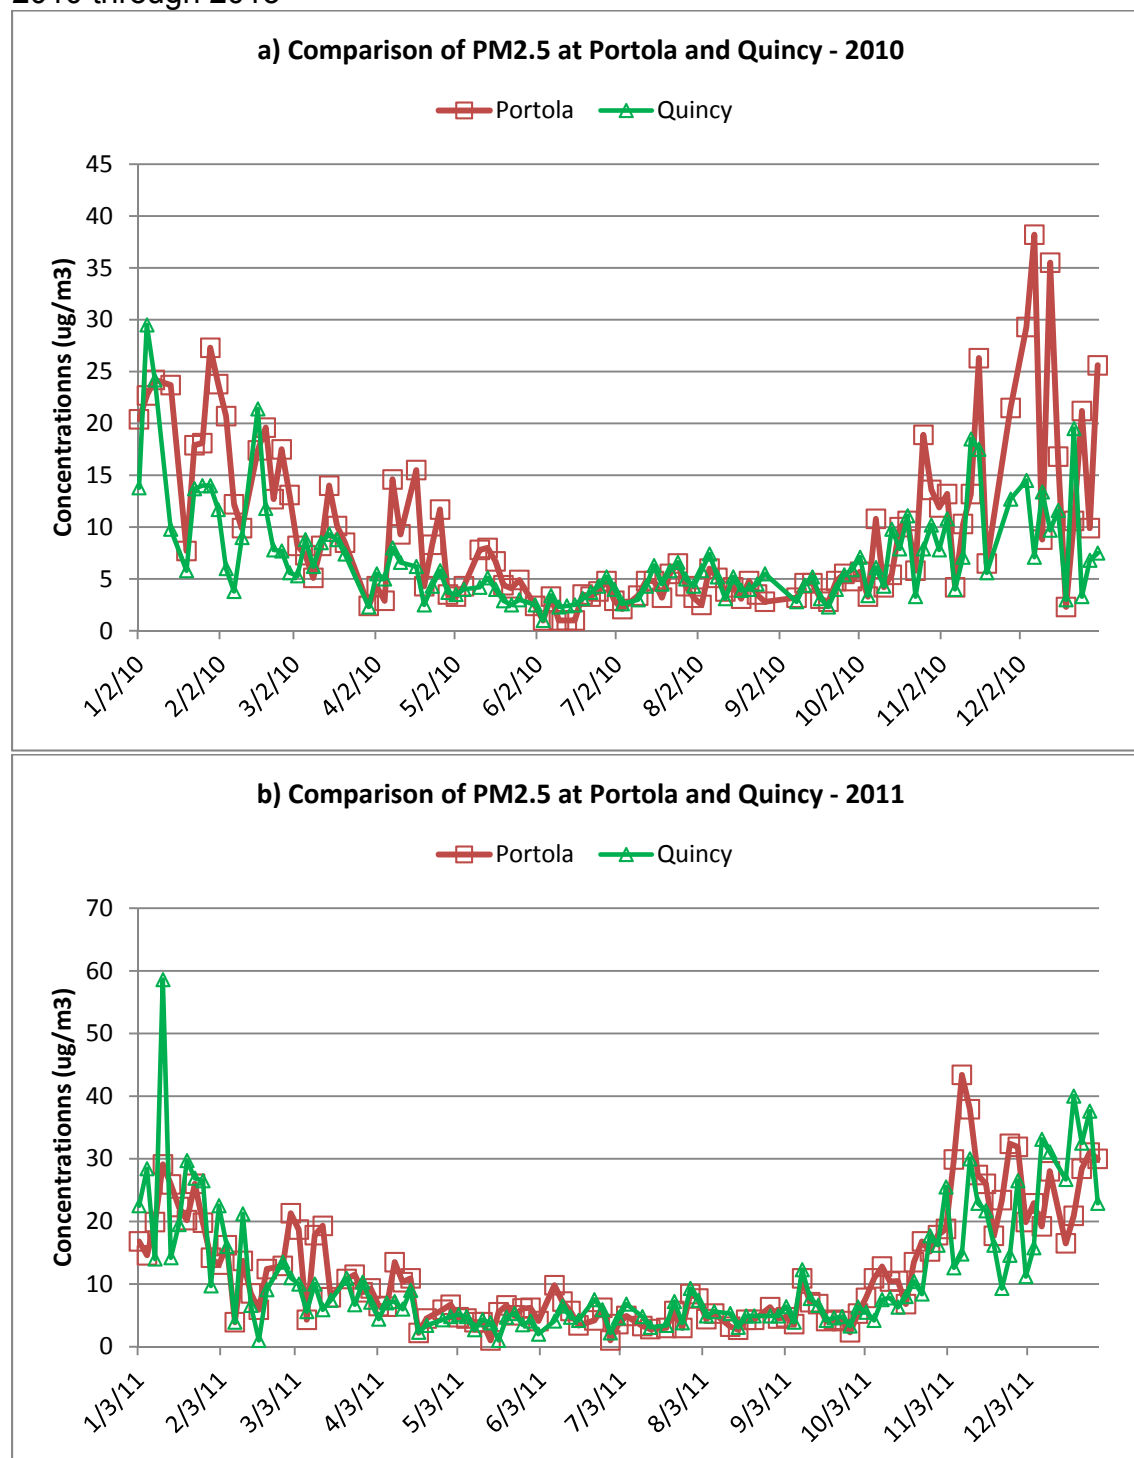 2010 through 2013
a) Comparison of PM2.5 at Portola and Quincy - 2010
Portola Quincy
Concentrationns (ug/m3)
45
40
35
30
25
20
15
10
5
0
1/2/10 2/2/10 3/2/10 4/2/10 5/2/10 6/2/10 7/2/10 8/2/10 9/2/10 10/2/10 11/2/10 12/2/10
b) Comparison of PM2.5 at Portola and Quincy - 2011
Portola Quincy
Concentrationns (ug/m3)
70
60
50
40
30
20
10
0
1/3/11 2/3/11 3/3/11 4/3/11 5/3/11 6/3/11 7/3/11 8/3/11 9/3/11 10/3/11 11/3/11 12/3/11